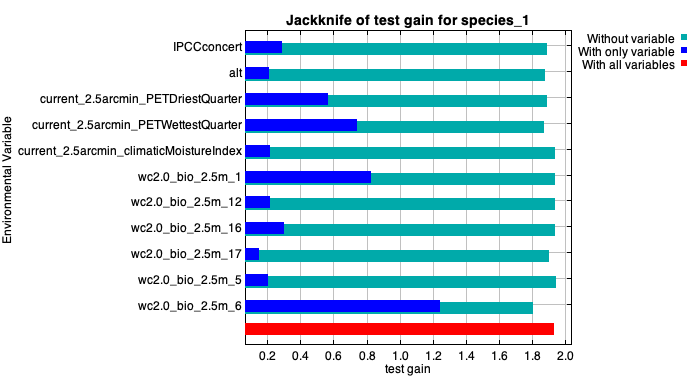 Jackknife of test gain for species_1
Without variable
With only variable
With all variables
Environmental Variable
IPCCconcert
alt
current_2.5arcmin_PETDriestQuarter
current_2.5arcmin_PETWettestQuarter
current_2.5arcmin_climaticMoistureIndex
wc2.0_bio_2.5m_1
wc2.0_bio_2.5m_12
wc2.0_bio_2.5m_16
wc2.0_bio_2.5m_17
wc2.0_bio_2.5m_5
wc2.0_bio_2.5m_6
0.2 0.4 0.6 0.8 1.0 1.2 1.4 1.6 1.8 2.0
test gain